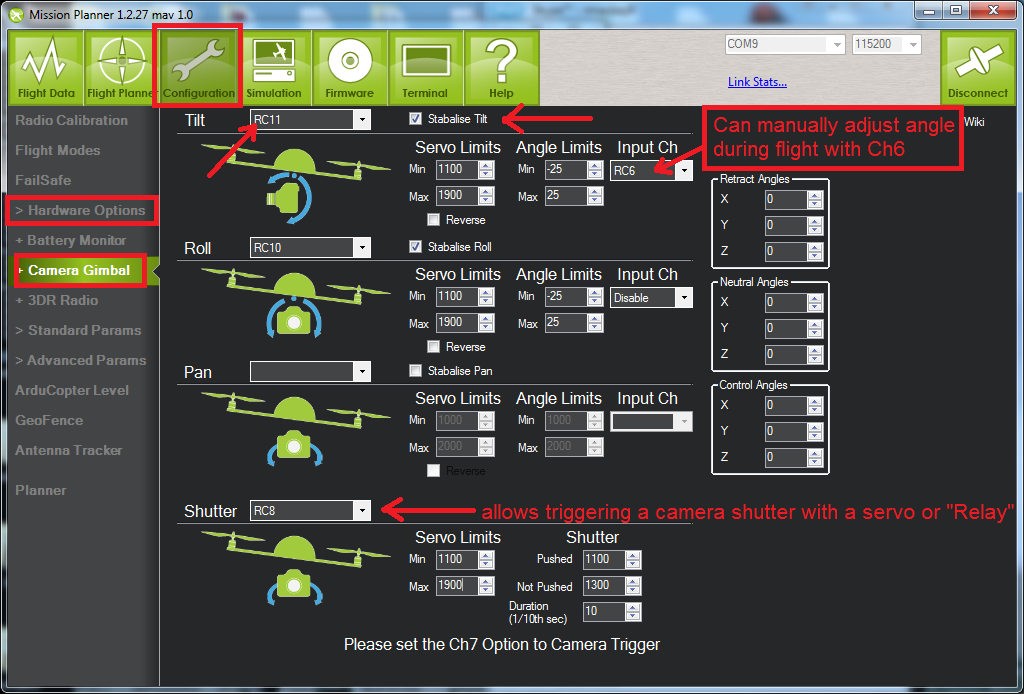 Mission Planner 1.2.27 mav 1.0
Flight Data
Flight Planner
Configuration
Simulation
Firmware
Terminal
Help
COM9
115200
Link Stats...
Disconnect
Radio Calibration
Flight Modes
FailSafe
> Hardware Options
+ Battery Monitor
+ Camera Gimbal
+ 3DR Radio
> Standard Params
> Advanced Params
ArduCopter Level
GeoFence
Antenna Tracker
Planner
Tilt
RC11
Stabalise Tilt
Servo Limits
Angle Limits
Input Ch
Min 1100
Min -25
RC6
Max 1900
Max 25
Reverse
Can manually adjust angle
during flight with Ch6
Wiki
Retract Angles
X 0
Y 0
Z 0
Roll
RC10
Stabalise Roll
Servo Limits
Angle Limits
Input Ch
Min 1100
Min -25
Disable
Max 1900
Max 25
Reverse
Neutral Angles
X 0
Y 0
Z 0
Pan
Stabalise Pan
Servo Limits
Angle Limits
Input Ch
Min 1000
Min 1000
Max 2000
Max 2000
Reverse
Control Angles
X 0
Y 0
Z 0
Shutter
RC8
allows triggering a camera shutter with a servo or "Relay"
Servo Limits
Shutter
Min 1100
Pushed 1100
Max 1900
Not Pushed 1300
Duration
(1/10th sec)
10
Please set the Ch7 Option to Camera Trigger